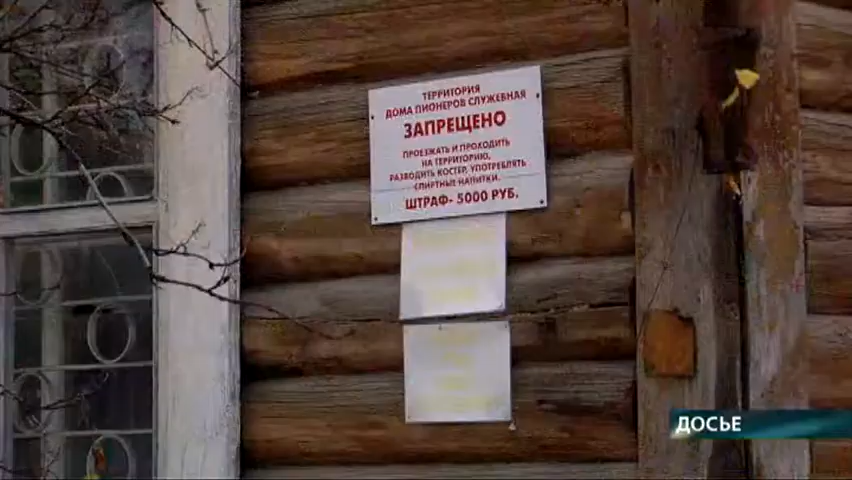 ТЕРРИТОРИЯ
ДОМА ПИОНЕРОВ СЛУЖЕБНАЯ
ЗАПРЕЩЕНО
ПРОЕЗЖАТЬ И ПРОХОДИТЬ
НА ТЕРРИТОРИЮ,
РАЗВОДИТЬ КОСТЕР, УПОТРЕБЛЯТЬ
СПИРТНЫЕ НАПИТКИ.
ШТРАФ- 5000 РУБ.
ДОСЬЕ